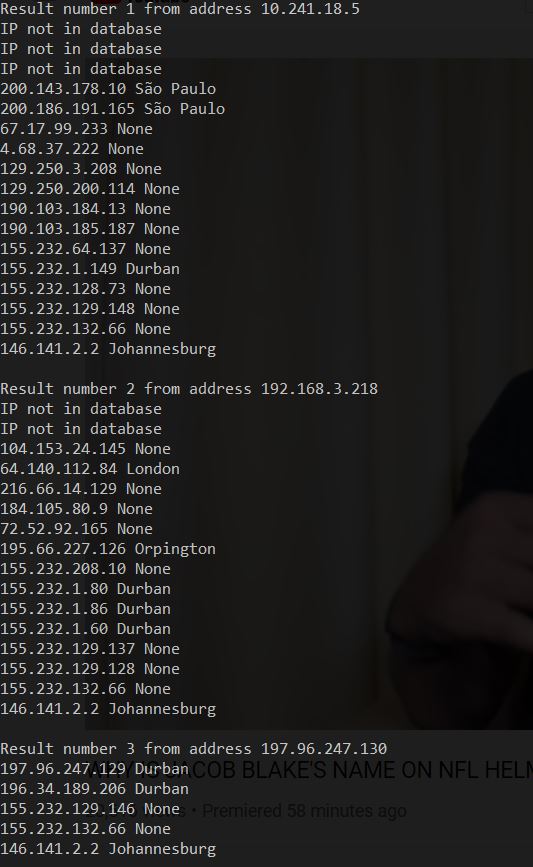 Result number 1 from address 10.241.18.5
IP not in database
IP not in database
IP not in database
200.143.178.10 São Paulo
200.186.191.165 São Paulo
67.17.99.233 None
4.68.37.222 None
129.250.3.208 None
129.250.200.114 None
190.103.184.13 None
190.103.185.187 None
155.232.64.137 None
155.232.1.149 Durban
155.232.128.73 None
155.232.129.148 None
155.232.132.66 None
146.141.2.2 Johannesburg
Result number 2 from address 192.168.3.218
IP not in database
IP not in database
104.153.24.145 None
64.140.112.84 London
216.66.14.129 None
184.105.80.9 None
72.52.92.165 None
195.66.227.126 Orpington
155.232.208.10 None
155.232.1.80 Durban
155.232.1.86 Durban
155.232.1.60 Durban
155.232.129.137 None
155.232.129.128 None
155.232.132.66 None
146.141.2.2 Johannesburg
Result number 3 from address 197.96.247.130
197.96.247.129 Durban
JACOB BLAKE'S NAME ON NFL HELM
196.34.189.206 Durban
155.232.129.146 None
• Premiered 58 minutes ago
155.232.132.66 None
146.141.2.2 Johannesburg